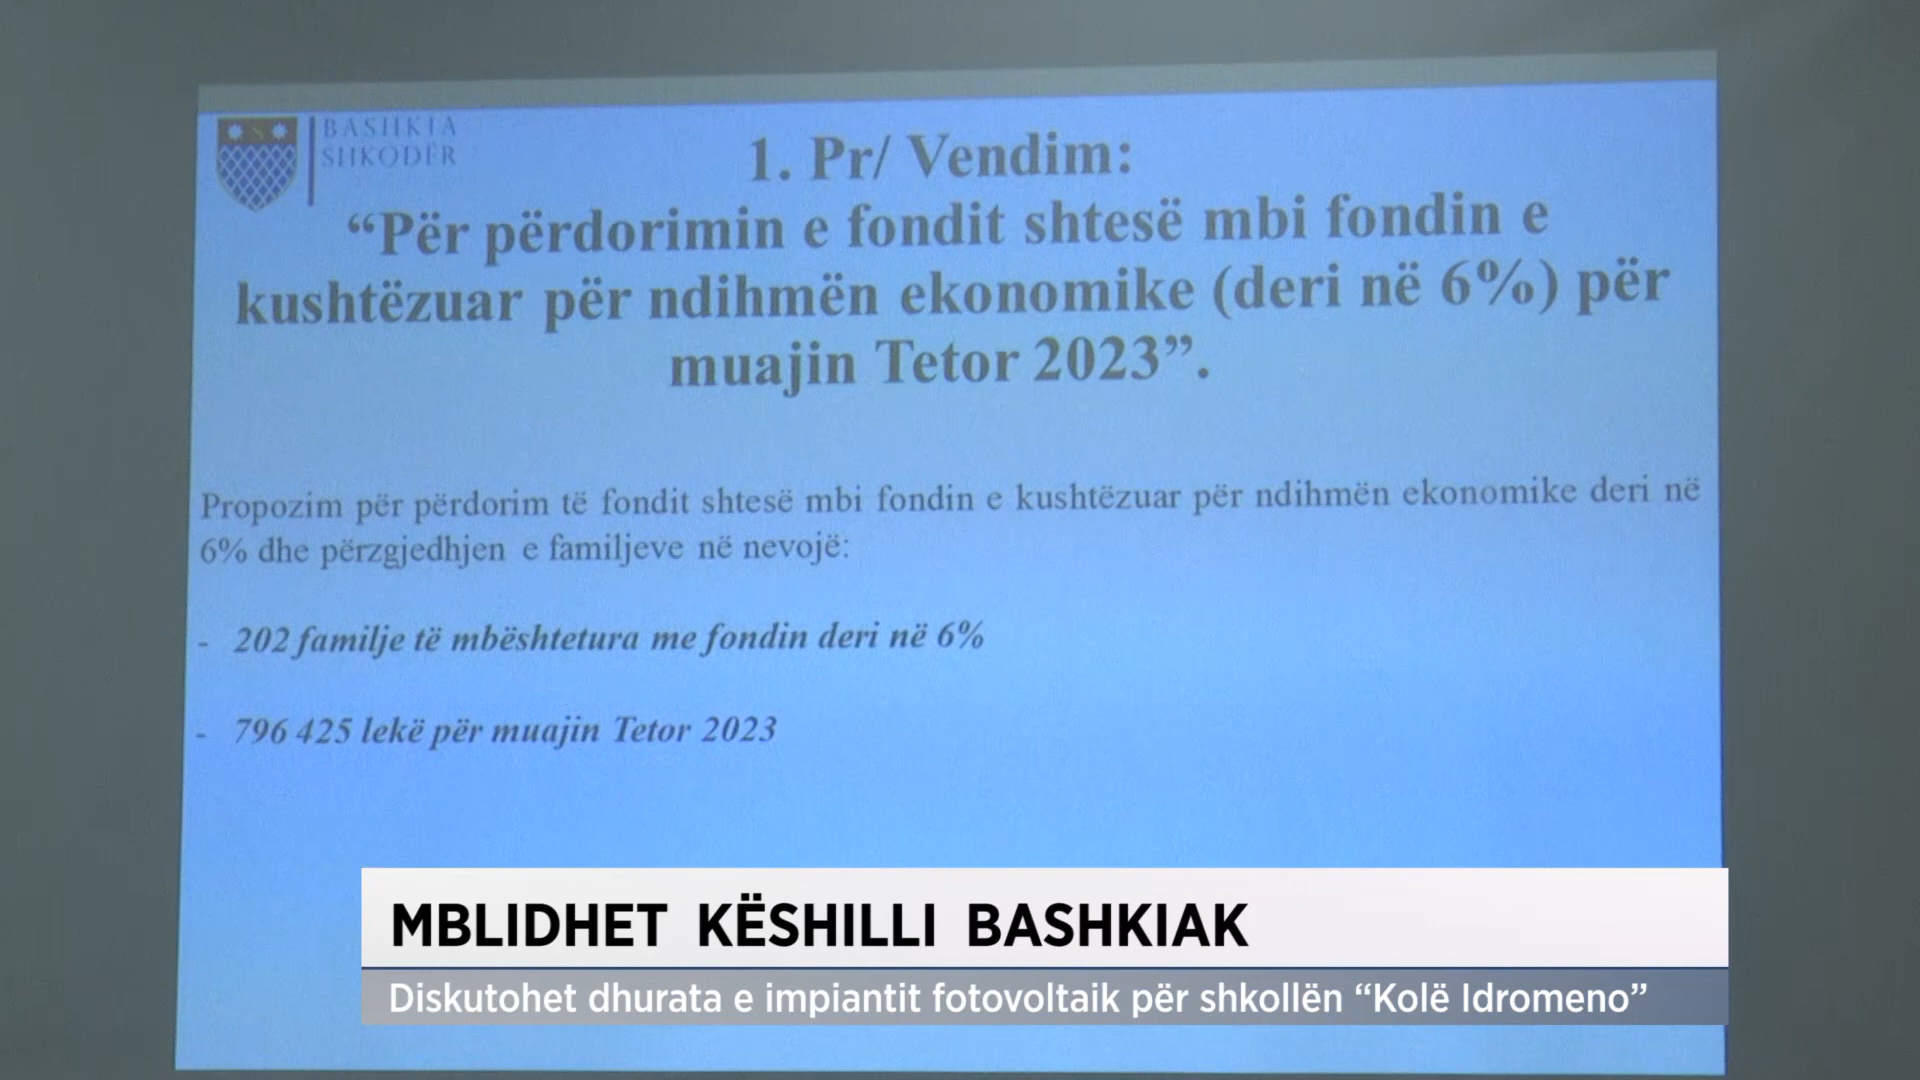 BASHKIA
SHKODËR
1. Pr/ Vendim:
“Për përdorimin e fondit shtesë mbi fondin e
kushtëzuar për ndihmën ekonomike (deri në 6%) për
muajin Tetor 2023”.
Propozim për përdorim të fondit shtesë mbi fondin e kushtëzuar për ndihmën ekonomike deri në
6% dhe përzgjedhjen e familjeve në nevojë:
- 202 familje të mbështetura me fondin deri në 6%
- 796 425 lekë për muajin Tetor 2023
MBLIDHET KËSHILLI BASHKIAK
Diskutohet dhurata e impiantit fotovoltaik për shkollën “Kolë Idromeno”